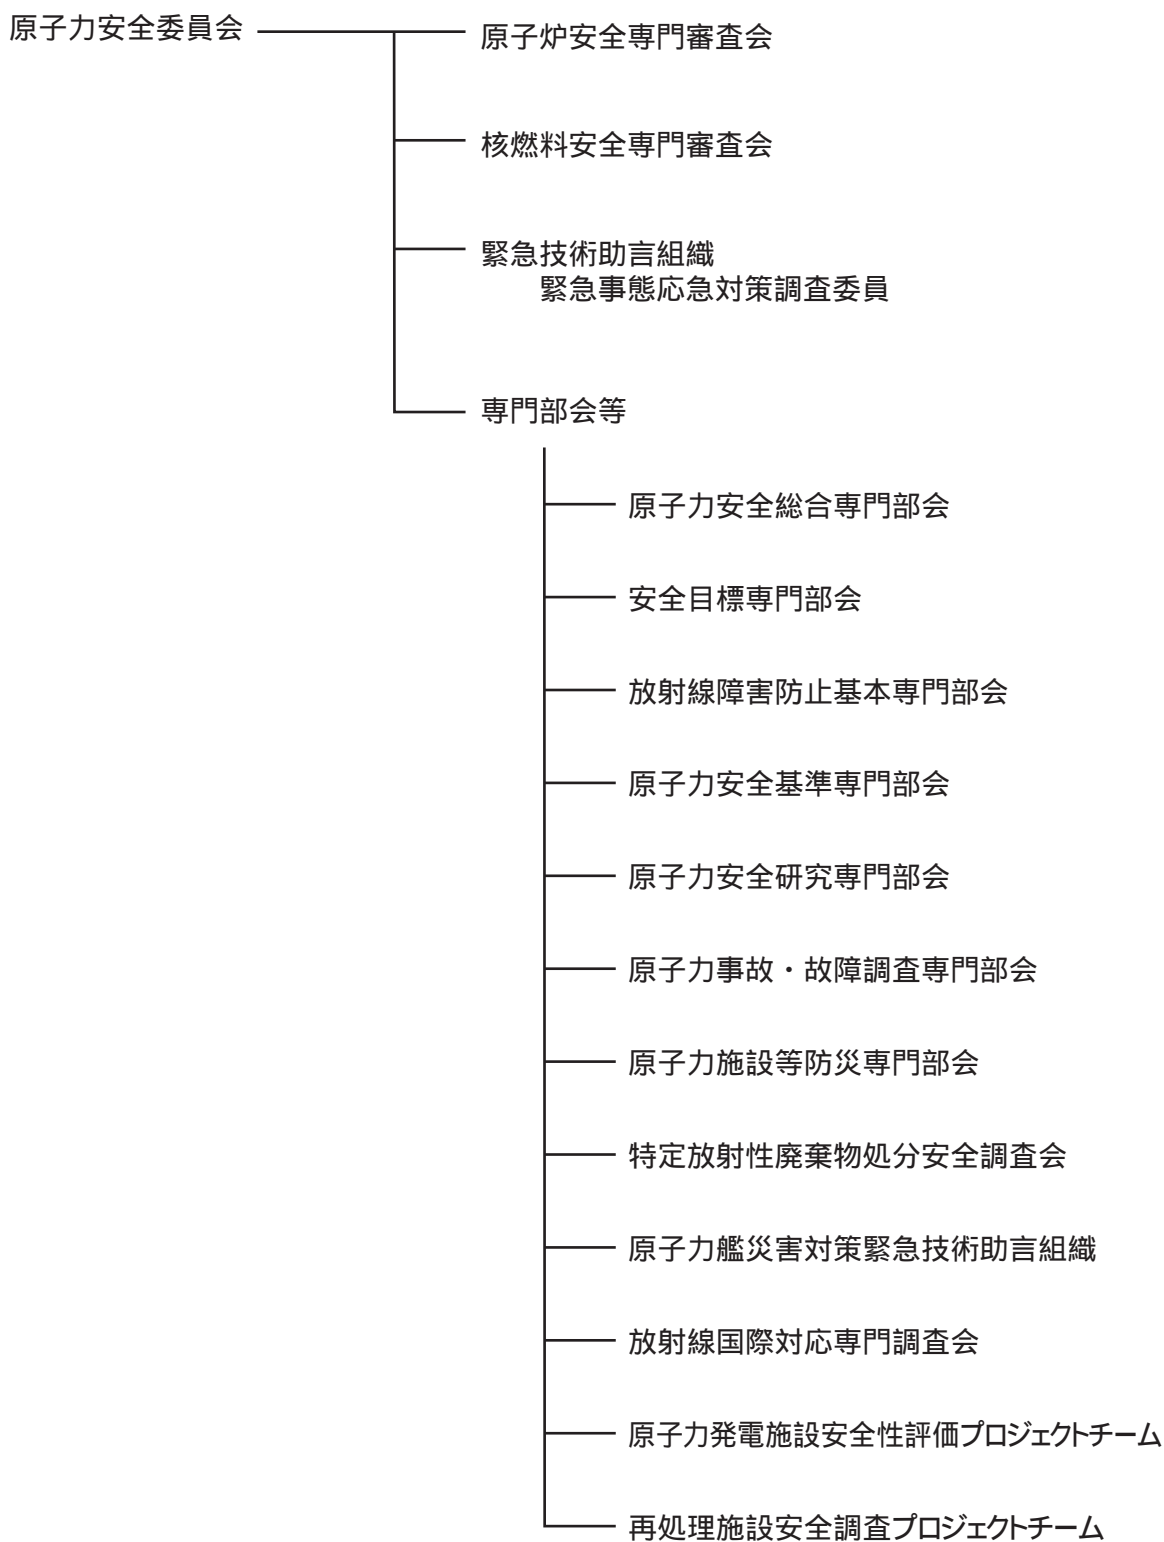 原子力安全委員会
原子炉安全専門審査会
核燃料安全専門審査会
緊急技術助言組織
緊急事態応急対策調査委員
専門部会等
原子力安全総合専門部会
安全目標専門部会
放射線障害防止基本専門部会
原子力安全基準専門部会
原子力安全研究専門部会
原子力事故・故障調査専門部会
原子力施設等防災専門部会
特定放射性廃棄物処分安全調査会
原子力艦災害対策緊急技術助言組織
放射線国際対応専門調査会
原子力発電施設安全性評価プロジェクトチーム
再処理施設安全調査プロジェクトチーム